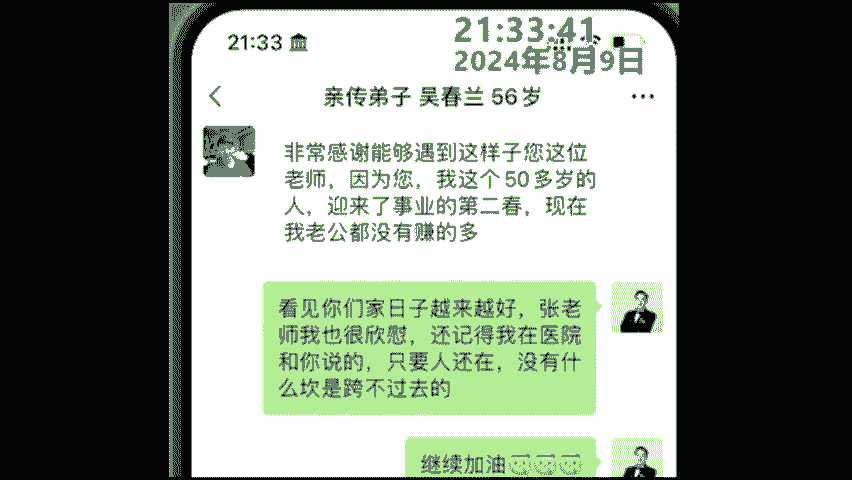 21:33
21:33:41
2024年8月9日
亲传弟子 吴春兰 56岁
非常感谢能够遇到这样子您这位
老师，因为您，我这个50多岁的
人，迎来了事业的第二春，现在
我老公都没有赚的多
看见你们家日子越来越好，张老
师我也很欣慰，还记得我在医院
和你说的，只要人还在，没有什
么坎是跨不过去的
继续加油